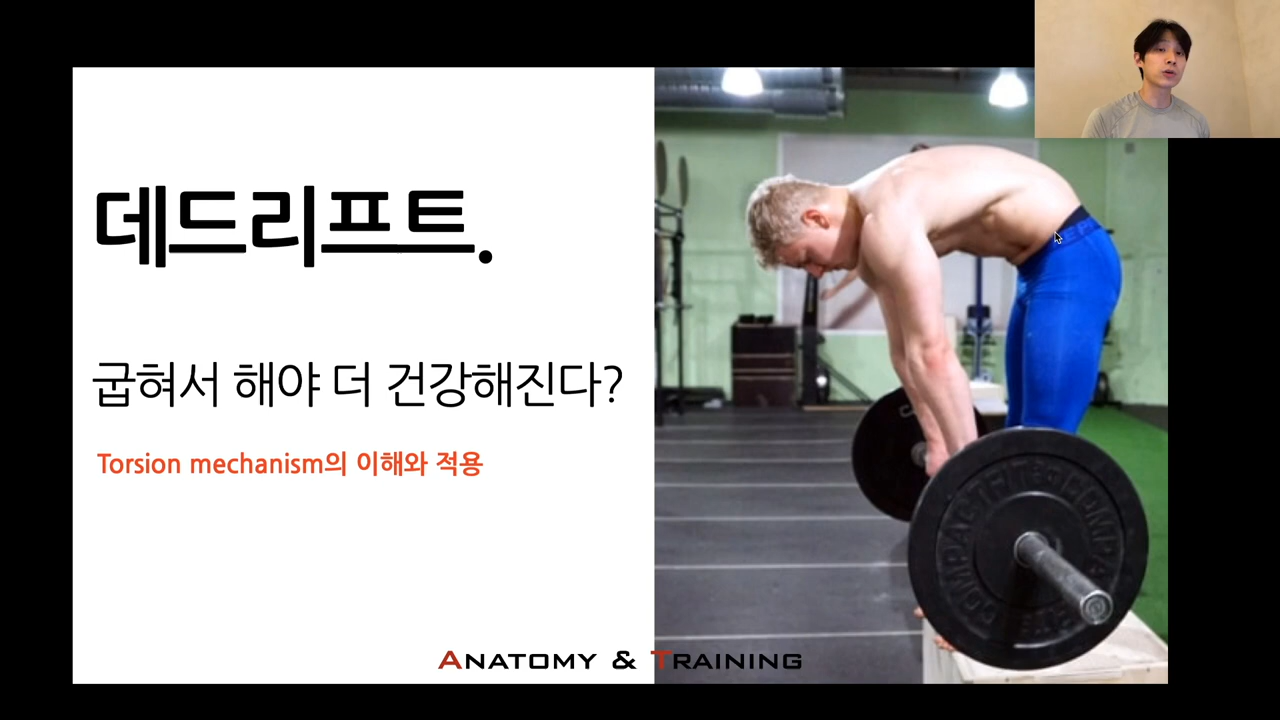 데드리프트.
굽혀서 해야 더 건강해진다?
Torsion mechanism의 이해와 적용
ANATOMY & TRAINING